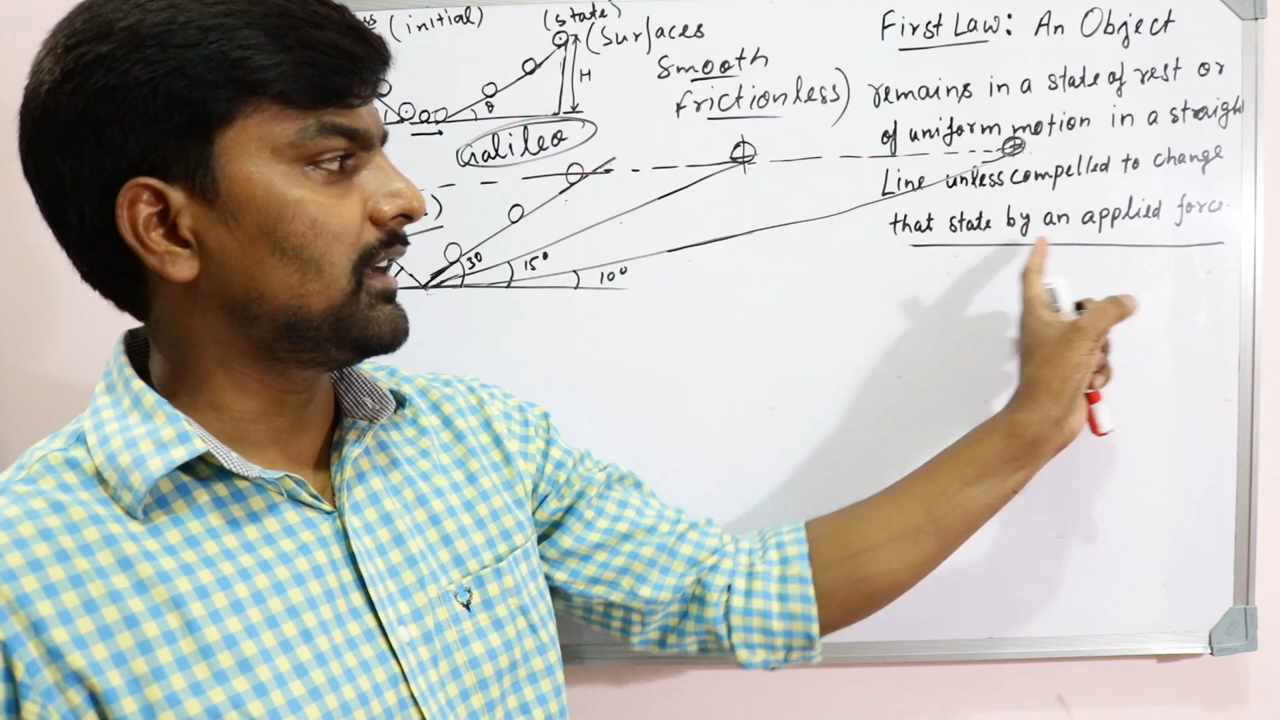 (initial)
(state)
(Surfaces
Smooth
frictionless)
H
θ
Galileo
30
15°
10°
First Law: An Object
remains in a state of rest or
of uniform motion in a straight
Line unless compelled to change
that state by an applied force.